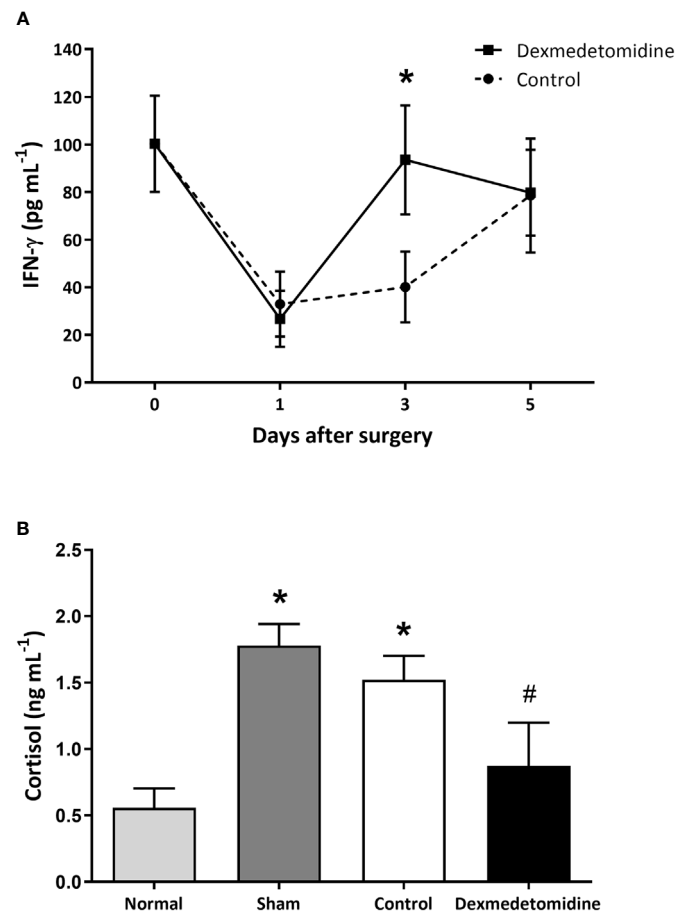 A
Dexmedetomidine
Control
140
120
100
80
60
40
20
0
IFN-γ (pg mL⁻¹)
*
0 1 3 5
Days after surgery
B
2.5
2.0
1.5
1.0
0.5
0.0
Cortisol (ng mL⁻¹)
*
*
#
Normal Sham Control Dexmedetomidine